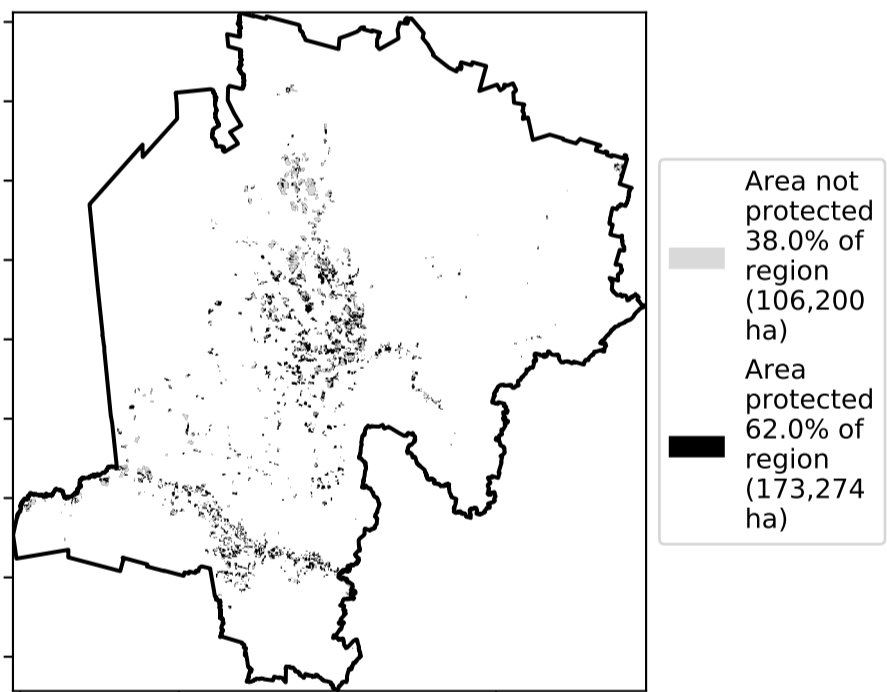 Area not
protected
38.0% of
region
(106,200
ha)
Area
protected
62.0% of
region
(173,274
ha)